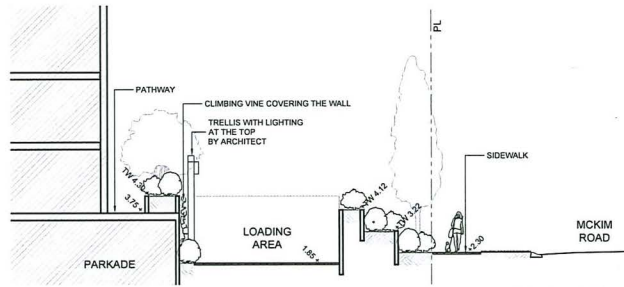 PL
PATHWAY
CLIMBING VINE COVERING THE WALL
TRELLIS WITH LIGHTING
AT THE TOP
BY ARCHITECT
SIDEWALK
TW 4.30
3.75
TW 4.12
TW 3.22
LOADING
AREA
1.85
2.30
MCKIM
ROAD
PARKADE